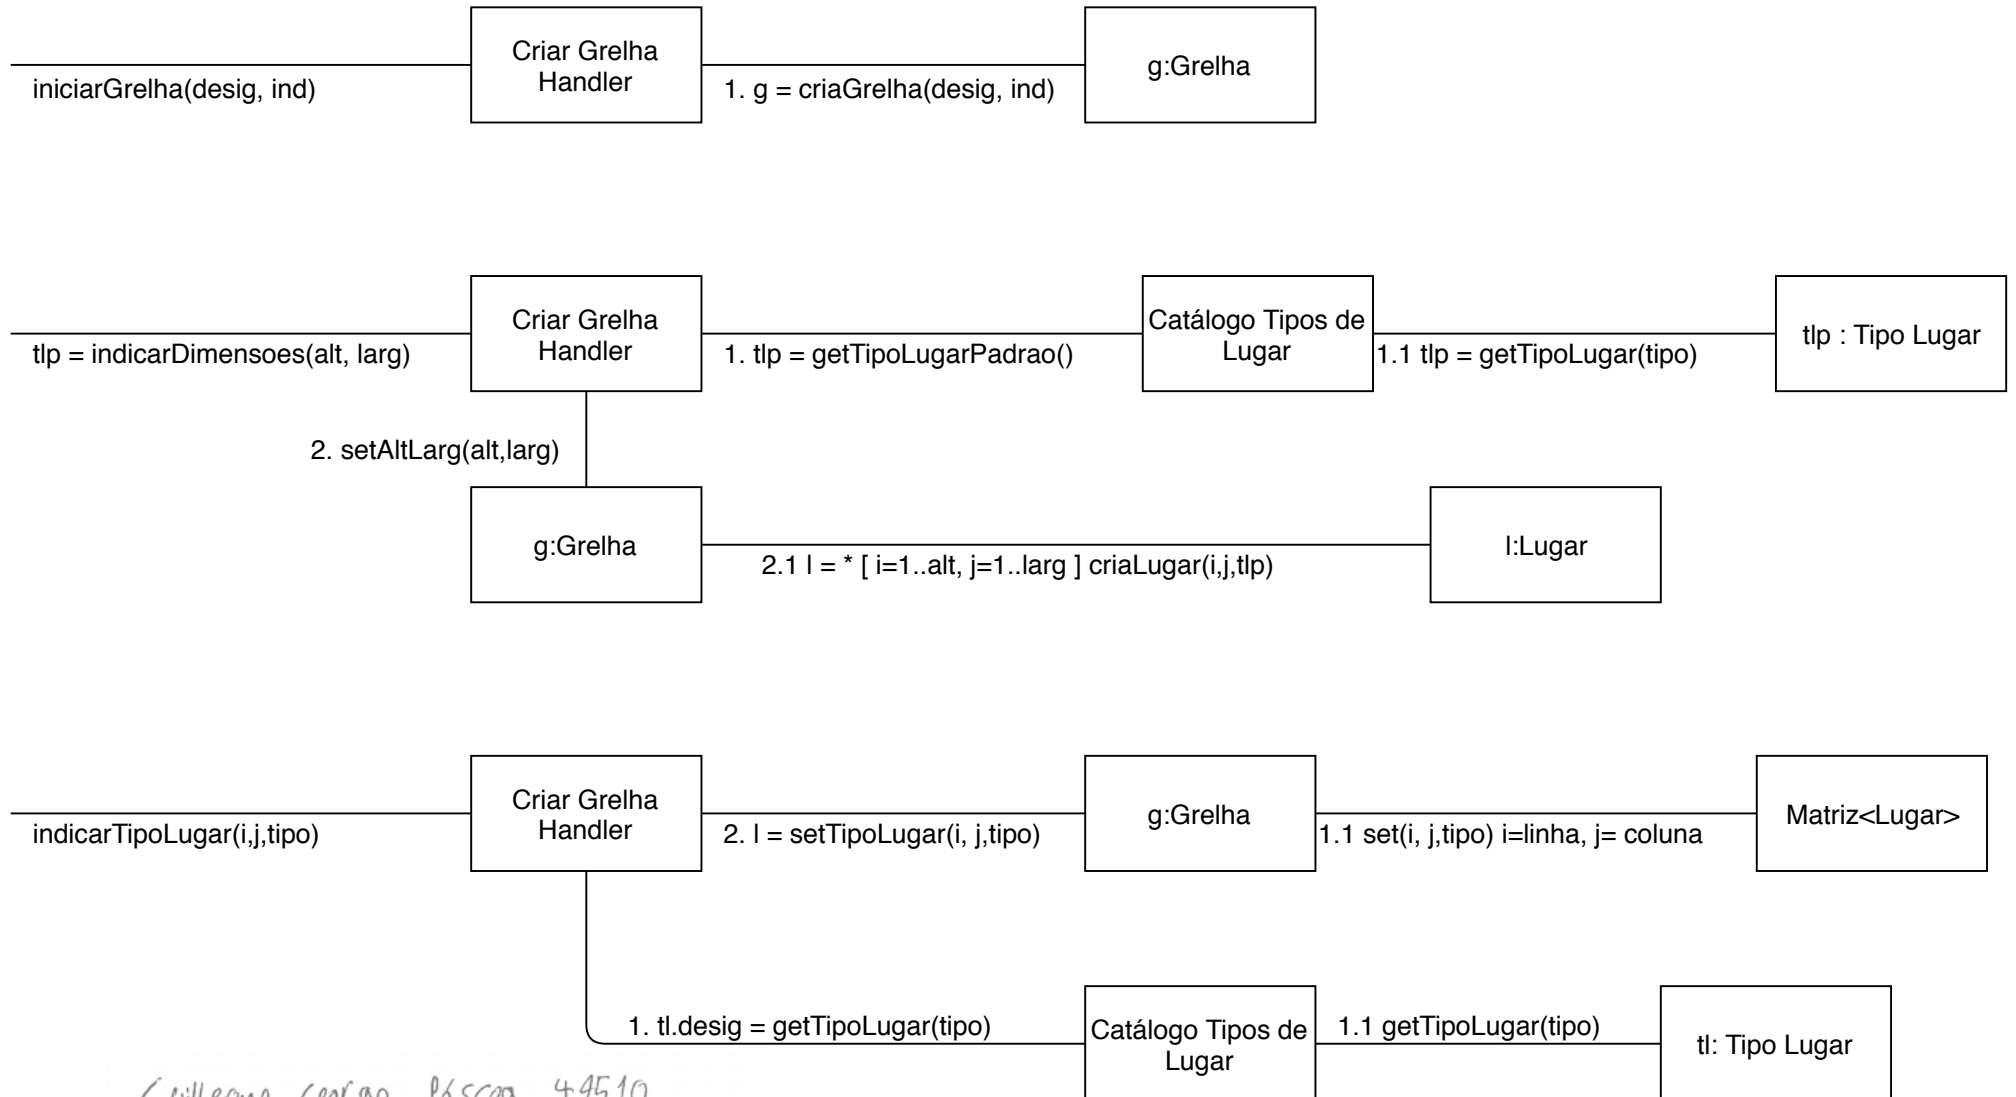 Criar Grelha
Handler
g:Grelha
iniciarGrelha(desig, ind)
1. g = criaGrelha(desig, ind)
Criar Grelha
Handler
Catálogo Tipos de
Lugar
tlp : Tipo Lugar
tlp = indicarDimensoes(alt, larg)
1. tlp = getTipoLugarPadrao()
1.1 tlp = getTipoLugar(tipo)
2. setAltLarg(alt,larg)
g:Grelha
l:Lugar
2.1 l = * [ i=1..alt, j=1..larg ] criaLugar(i,j,tlp)
Criar Grelha
Handler
g:Grelha
Matriz<Lugar>
indicarTipoLugar(i,j,tipo)
2. l = setTipoLugar(i, j,tipo)
1.1 set(i, j,tipo) i=linha, j= coluna
1. tl.desig = getTipoLugar(tipo)
Catálogo Tipos de
Lugar
1.1 getTipoLugar(tipo)
tl: Tipo Lugar
44510